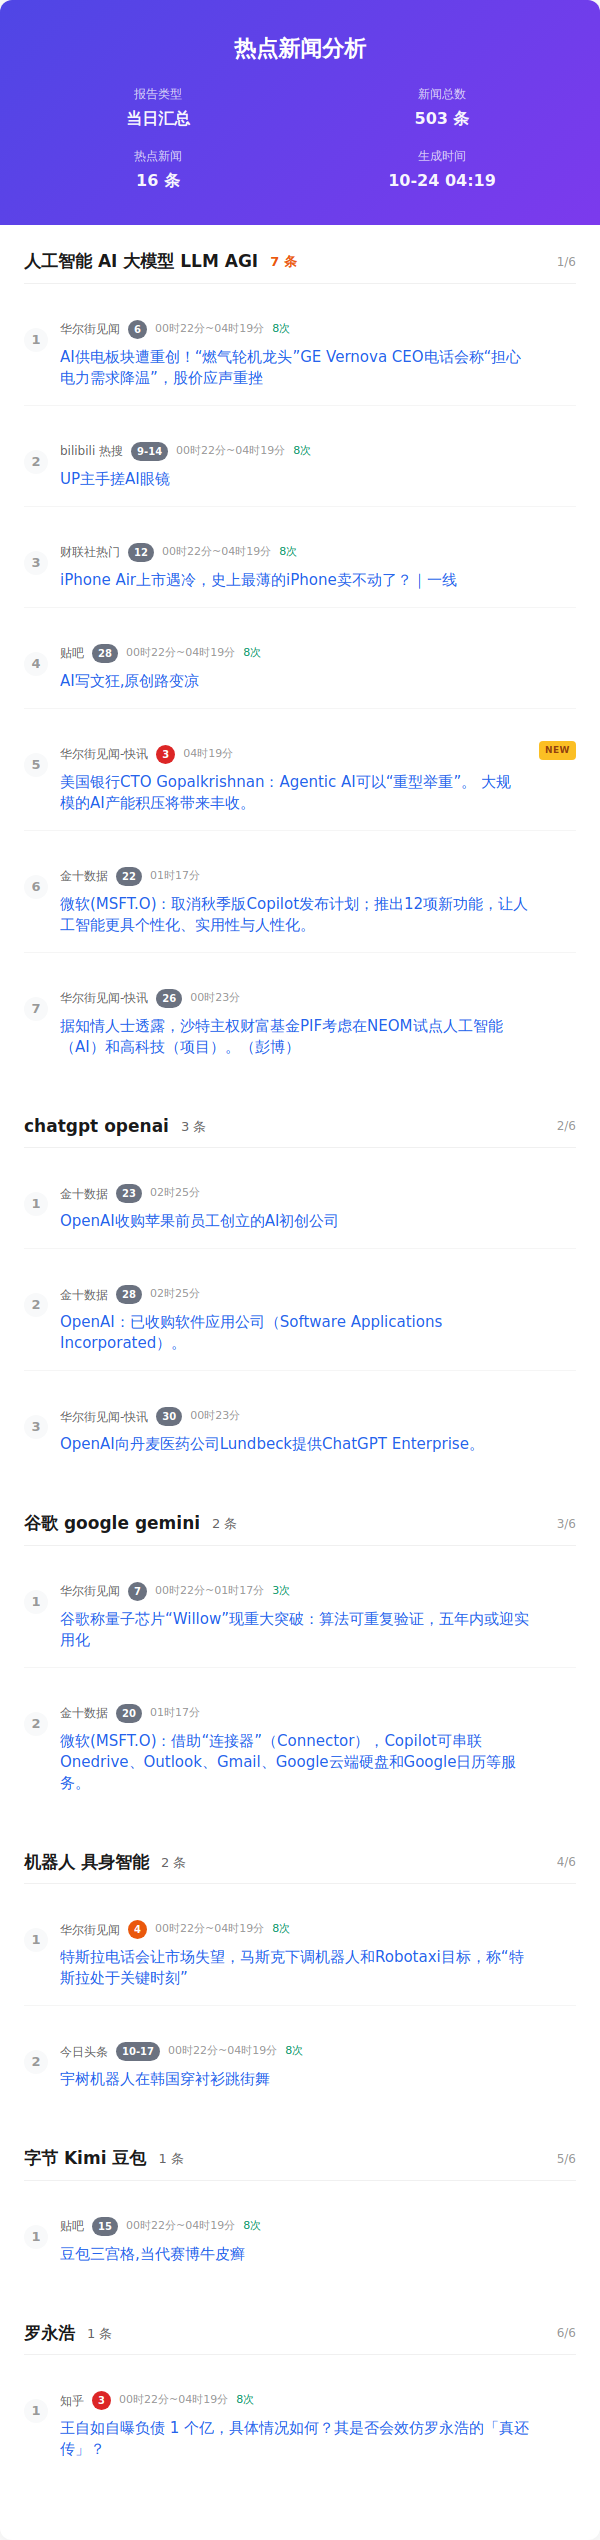 热点新闻分析
报告类型
新闻总数
当日汇总
503 条
热点新闻
生成时间
16 条
10-24 04:19
人工智能 AI 大模型 LLM AGI 7 条 1/6
1
华尔街见闻 6 00时22分~04时19分 8次
AI供电板块遭重创！“燃气轮机龙头”GE Vernova CEO电话会称“担心
电力需求降温”，股价应声重挫
2
bilibili 热搜 9-14 00时22分~04时19分 8次
UP主手搓AI眼镜
3
财联社热门 12 00时22分~04时19分 8次
iPhone Air上市遇冷，史上最薄的iPhone卖不动了？｜一线
4
贴吧 28 00时22分~04时19分 8次
AI写文狂,原创路变凉
5
华尔街见闻-快讯 3 04时19分 NEW
美国银行CTO Gopalkrishnan：Agentic AI可以“重型举重”。 大规
模的AI产能积压将带来丰收。
6
金十数据 22 01时17分
微软(MSFT.O)：取消秋季版Copilot发布计划；推出12项新功能，让人
工智能更具个性化、实用性与人性化。
7
华尔街见闻-快讯 26 00时23分
据知情人士透露，沙特主权财富基金PIF考虑在NEOM试点人工智能
（AI）和高科技（项目）。（彭博）
chatgpt openai 3 条 2/6
1
金十数据 23 02时25分
OpenAI收购苹果前员工创立的AI初创公司
2
金十数据 28 02时25分
OpenAI：已收购软件应用公司（Software Applications
Incorporated）。
3
华尔街见闻-快讯 30 00时23分
OpenAI向丹麦医药公司Lundbeck提供ChatGPT Enterprise。
谷歌 google gemini 2 条 3/6
1
华尔街见闻 7 00时22分~01时17分 3次
谷歌称量子芯片“Willow”现重大突破：算法可重复验证，五年内或迎实
用化
2
金十数据 20 01时17分
微软(MSFT.O)：借助“连接器”（Connector），Copilot可串联
Onedrive、Outlook、Gmail、Google云端硬盘和Google日历等服
务。
机器人 具身智能 2 条 4/6
1
华尔街见闻 4 00时22分~04时19分 8次
特斯拉电话会让市场失望，马斯克下调机器人和Robotaxi目标，称“特
斯拉处于关键时刻”
2
今日头条 10-17 00时22分~04时19分 8次
宇树机器人在韩国穿衬衫跳街舞
字节 Kimi 豆包 1 条 5/6
1
贴吧 15 00时22分~04时19分 8次
豆包三宫格,当代赛博牛皮癣
罗永浩 1 条 6/6
1
知乎 3 00时22分~04时19分 8次
王自如自曝负债 1 个亿，具体情况如何？其是否会效仿罗永浩的「真还
传」？